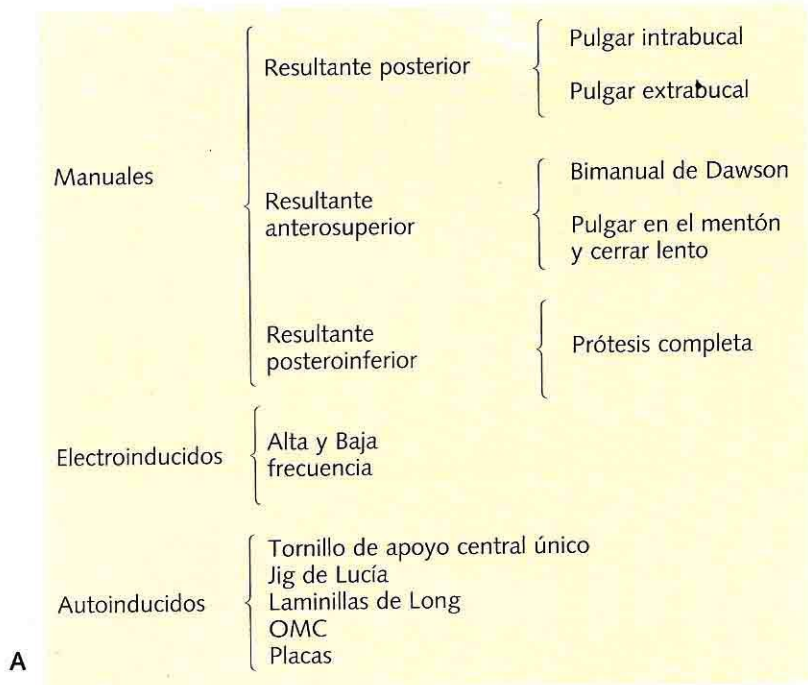 Manuales
Resultante posterior
Pulgar intrabucal
Pulgar extrabucal
Resultante
anterosuperior
Bimanual de Dawson
Pulgar en el mentón
y cerrar lento
Resultante
posteroinferior
Prótesis completa
Electroinducidos
Alta y Baja
frecuencia
Autoinducidos
Tornillo de apoyo central único
Jig de Lucía
Laminillas de Long
OMC
Placas
A